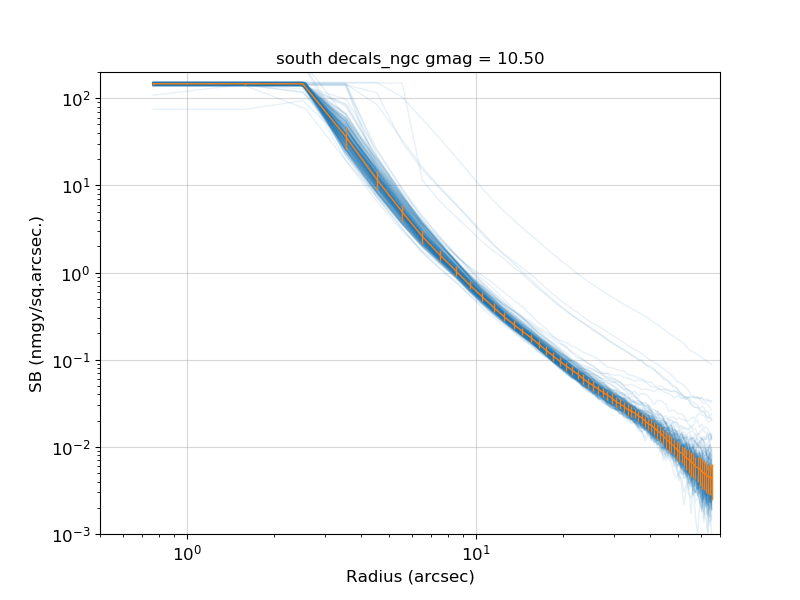 south decals_ngc gmag = 10.50
SB (nmgy/sq.arcsec.)
10²
10¹
10⁰
10⁻¹
10⁻²
10⁻³
10⁰ 10¹
Radius (arcsec)